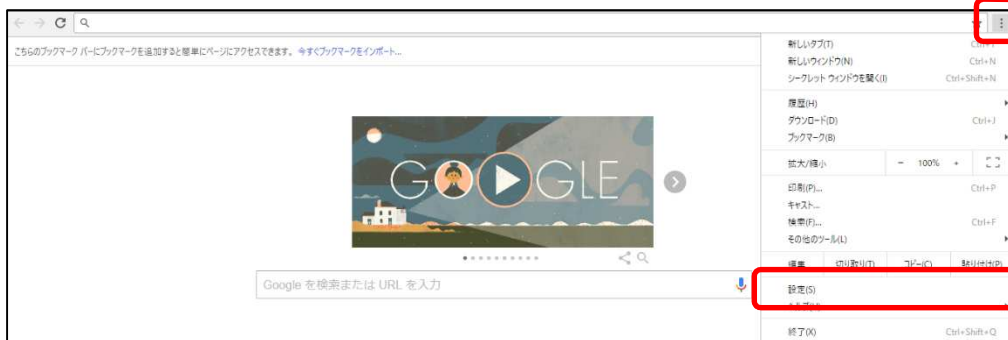 こちらのブックマーク バーにブックマークを追加すると簡単にページにアクセスできます。 今すぐブックマークをインポート...
新しいタブ(T) Ctrl+T
新しいウィンドウ(N) Ctrl+N
シークレット ウィンドウを開く(I) Ctrl+Shift+N
履歴(H)
ダウンロード(D) Ctrl+J
ブックマーク(B)
拡大/縮小 - 100% +
印刷(P)... Ctrl+P
キャスト...
検索(F)... Ctrl+F
その他のツール(L)
編集 切り取り(T) コピー(C) 貼り付け(P)
設定(S)
終了(X) Ctrl+Shift+Q
GOOGLE
Google を検索または URL を入力